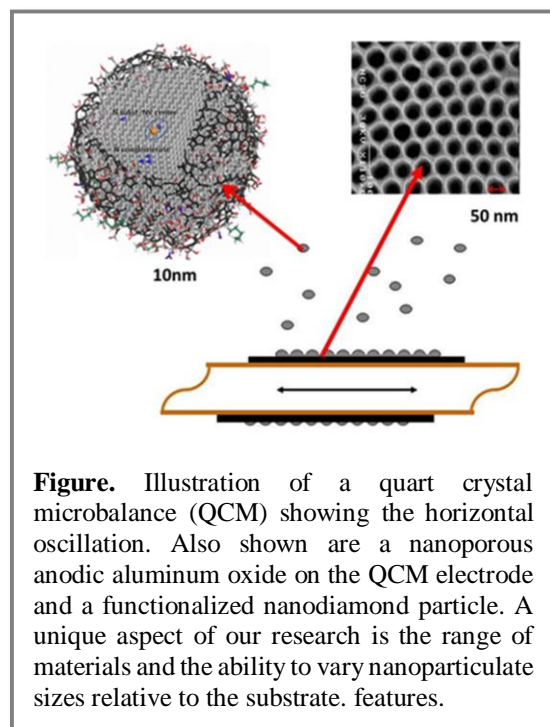 10nm
50 nm
Figure. Illustration of a quart crystal
microbalance (QCM) showing the horizontal
oscillation. Also shown are a nanoporous
anodic aluminum oxide on the QCM electrode
and a functionalized nanodiamond particle. A
unique aspect of our research is the range of
materials and the ability to vary nanoparticulate
sizes relative to the substrate. features.